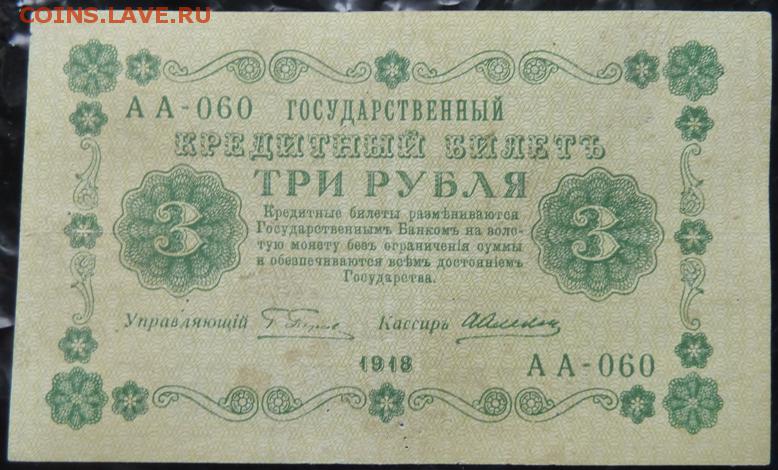 COINS.LAVE.RU
АА-060 ГОСУДАРСТВЕННЫЙ
КРЕДИТНЫЙ БИЛЕТЪ
ТРИ РУБЛЯ
3 3
Кредитные билеты размѣниваются
Государственнымъ Банкомъ на золо-
тую монету безъ ограниченія суммы
и обезпечиваются всѣмъ достояніемъ
Государства.
Управляющій Кассиръ
1918 АА-060